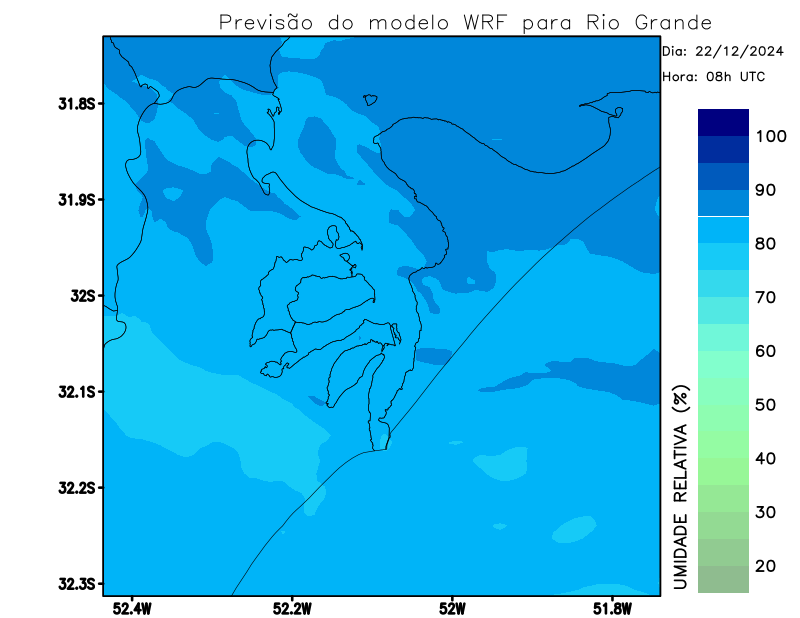 Previsão do modelo WRF para Rio Grande
Dia: 22/12/2024
Hora: 08h UTC
31.8S
31.9S
32S
32.1S
32.2S
32.3S
52.4W
52.2W
52W
51.8W
100
90
80
70
60
50
40
30
20
UMIDADE RELATIVA (%)